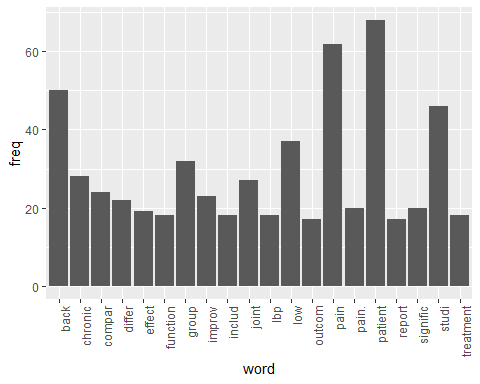 freq
60
40
20
0
back
chronic
compar
differ
effect
function
group
improv
includ
joint
lbp
low
outcom
pain
pain.
patient
report
signific
studi
treatment
word